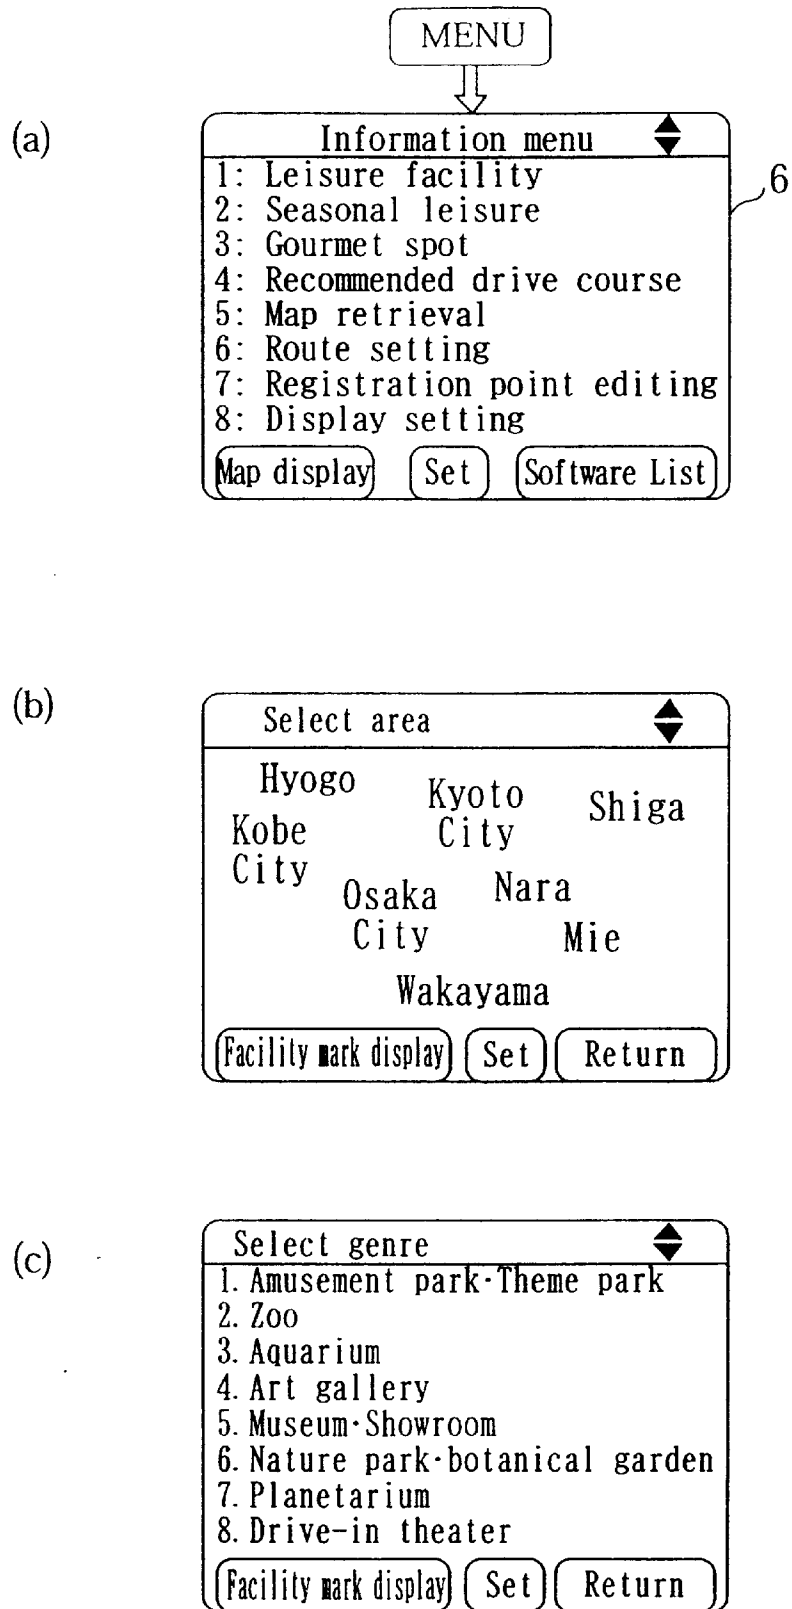 MENU
(a)
Information menu
6
1: Leisure facility
2: Seasonal leisure
3: Gourmet spot
4: Recommended drive course
5: Map retrieval
6: Route setting
7: Registration point editing
8: Display setting
Map display Set Software List
(b)
Select area
Hyogo
Kyoto
City
Shiga
Kobe
City
Osaka
City
Nara
Mie
Wakayama
Facility mark display Set Return
(c)
Select genre
1. Amusement park·Theme park
2. Zoo
3. Aquarium
4. Art gallery
5. Museum·Showroom
6. Nature park·botanical garden
7. Planetarium
8. Drive-in theater
Facility mark display Set Return